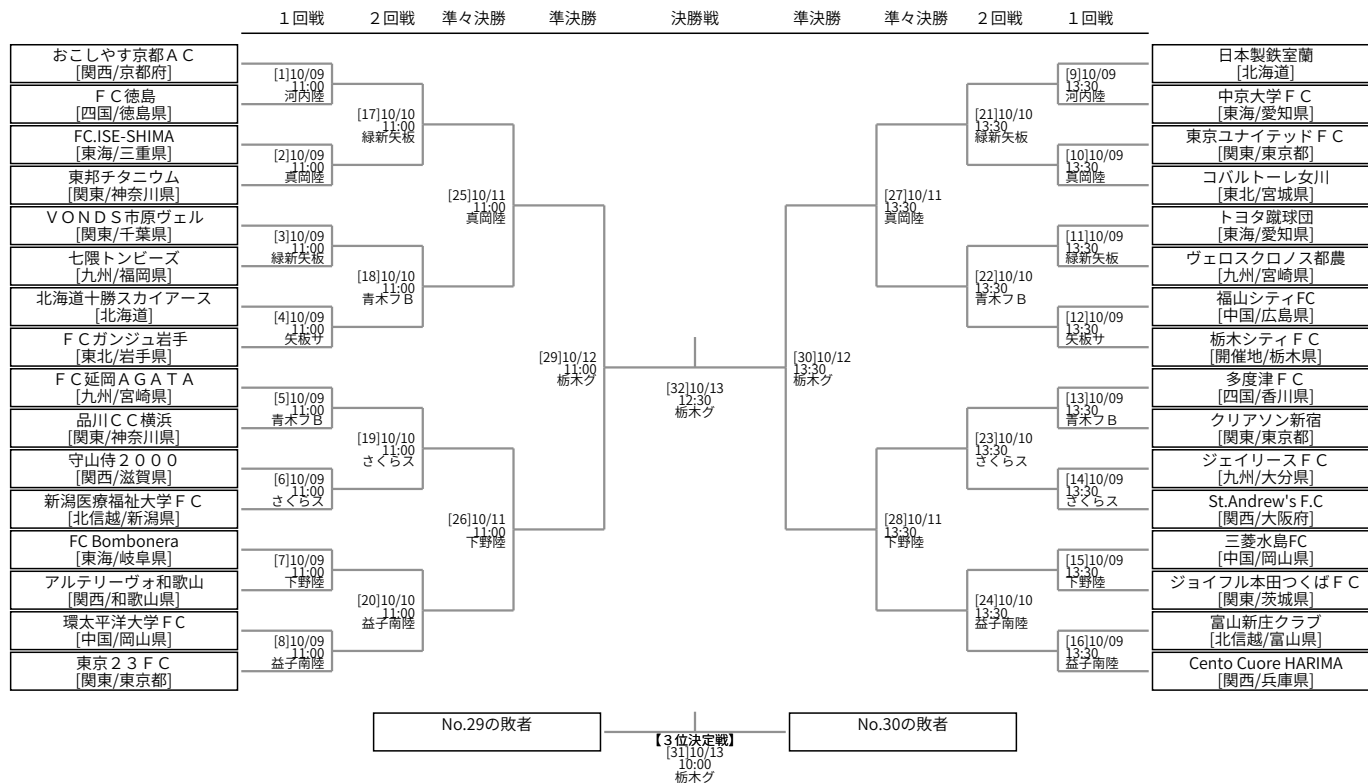 １回戦
２回戦
準々決勝
準決勝
決勝戦
準決勝
準々決勝
２回戦
１回戦
おこしやす京都ＡＣ
[関西/京都府]
ＦＣ徳島
[四国/徳島県]
FC.ISE-SHIMA
[東海/三重県]
東邦チタニウム
[関東/神奈川県]
ＶＯＮＤＳ市原ヴェル
[関東/千葉県]
七隈トンビーズ
[九州/福岡県]
北海道十勝スカイアース
[北海道]
ＦＣガンジュ岩手
[東北/岩手県]
ＦＣ延岡ＡＧＡＴＡ
[九州/宮崎県]
品川ＣＣ横浜
[関東/神奈川県]
守山侍２０００
[関西/滋賀県]
新潟医療福祉大学ＦＣ
[北信越/新潟県]
FC Bombonera
[東海/岐阜県]
アルテリーヴォ和歌山
[関西/和歌山県]
環太平洋大学ＦＣ
[中国/岡山県]
東京２３ＦＣ
[関東/東京都]
[1]10/09
11:00
河内陸
[2]10/09
11:00
真岡陸
[3]10/09
11:00
緑新矢板
[4]10/09
11:00
矢板サ
[5]10/09
11:00
青木フＢ
[6]10/09
11:00
さくらス
[7]10/09
11:00
下野陸
[8]10/09
11:00
益子南陸
[17]10/10
11:00
緑新矢板
[18]10/10
11:00
青木フＢ
[19]10/10
11:00
さくらス
[20]10/10
11:00
益子南陸
[25]10/11
11:00
真岡陸
[26]10/11
11:00
下野陸
[29]10/12
11:00
栃木グ
[32]10/13
12:30
栃木グ
[30]10/12
13:30
栃木グ
[27]10/11
13:30
真岡陸
[28]10/11
13:30
下野陸
[21]10/10
13:30
緑新矢板
[22]10/10
13:30
青木フＢ
[23]10/10
13:30
さくらス
[24]10/10
13:30
益子南陸
[9]10/09
13:30
河内陸
[10]10/09
13:30
真岡陸
[11]10/09
13:30
緑新矢板
[12]10/09
13:30
矢板サ
[13]10/09
13:30
青木フＢ
[14]10/09
13:30
さくらス
[15]10/09
13:30
下野陸
[16]10/09
13:30
益子南陸
日本製鉄室蘭
[北海道]
中京大学ＦＣ
[東海/愛知県]
東京ユナイテッドＦＣ
[関東/東京都]
コバルトーレ女川
[東北/宮城県]
トヨタ蹴球団
[東海/愛知県]
ヴェロスクロノス都農
[九州/宮崎県]
福山シティFC
[中国/広島県]
栃木シティＦＣ
[開催地/栃木県]
多度津ＦＣ
[四国/香川県]
クリアソン新宿
[関東/東京都]
ジェイリースＦＣ
[九州/大分県]
St.Andrew's F.C
[関西/大阪府]
三菱水島FC
[中国/岡山県]
ジョイフル本田つくばＦＣ
[関東/茨城県]
富山新庄クラブ
[北信越/富山県]
Cento Cuore HARIMA
[関西/兵庫県]
No.29の敗者
【３位決定戦】
[31]10/13
10:00
栃木グ
No.30の敗者